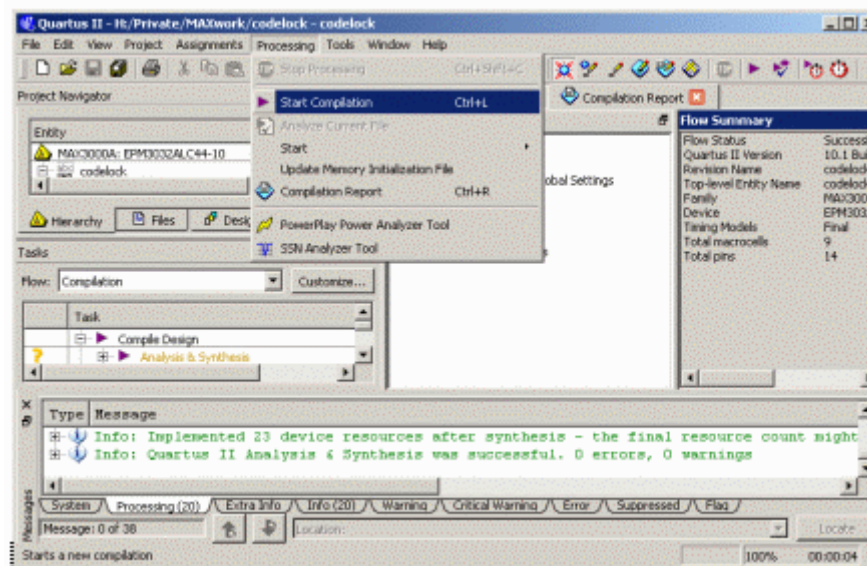 Quartus II - H:/Private/MAXwork/codelock - codelock
File Edit View Project Assignments Processing Tools Window Help
Stop Processing Ctrl+Shift+C
Project Navigator
Start Compilation Ctrl+L
Compilation Report
Entity
Analyze Current File
Flow Summary
MAX3000A: EPM3032ALC44-10
Start
Flow Status Success
codelock
Update Memory Initialization File
obal Settings
Quartus II Version 10.1 Bu
Compilation Report Ctrl+R
Revision Name codelock
Top-level Entity Name codelock
Hierarchy Files Desig
PowerPlay Power Analyzer Tool
Family MAX300
Device EPM303
SSN Analyzer Tool
Timing Models Final
Tasks
Total macrocells 9
Total pins 14
Flow: Compilation Customize...
Task
Compile Design
Analysis & Synthesis
Type Message
Info: Implemented 23 device resources after synthesis - the final resource count might
Info: Quartus II Analysis & Synthesis was successful. 0 errors, 0 warnings
System Processing (20) Extra Info Info (20) Warning Critical Warning Error Suppressed Flag
Messages
Message: 0 of 38 Location: Locate
Starts a new compilation 100% 00:00:04